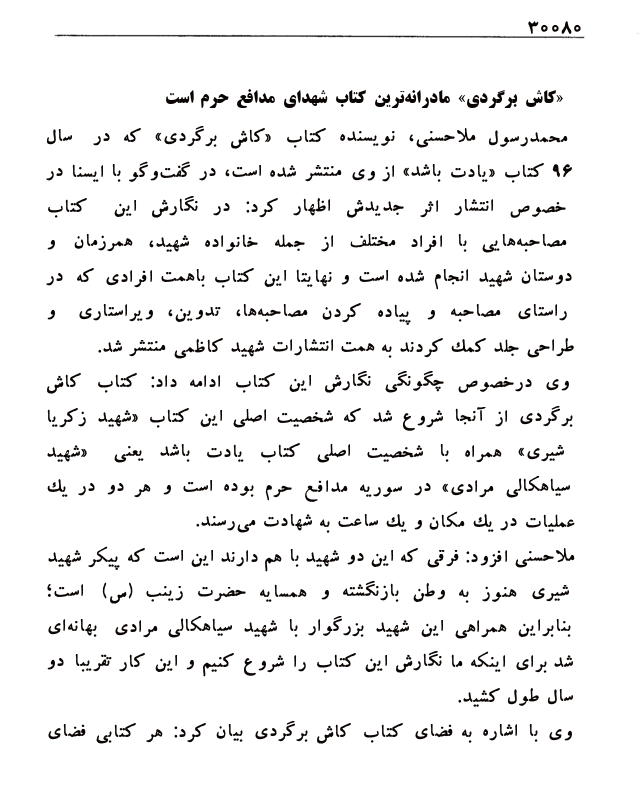 ۳۰۰۸۰
«کاش برگردی» مادرانه‌ترین کتاب شهدای مدافع حرم است
محمدرسول ملاحسنی، نویسنده کتاب «کاش برگردی» که در سال
۹۶ کتاب «یادت باشد» از وی منتشر شده است، در گفت‌وگو با ایسنا در
خصوص انتشار اثر جدیدش اظهار کرد: در نگارش این کتاب
مصاحبه‌هایی با افراد مختلف از جمله خانواده شهید، همرزمان و
دوستان شهید انجام شده است و نهایتا این کتاب باهمت افرادی که در
راستای مصاحبه و پیاده کردن مصاحبه‌ها، تدوین، ویراستاری و
طراحی جلد کمك کردند به همت انتشارات شهید کاظمی منتشر شد.
وی درخصوص چگونگی نگارش این کتاب ادامه داد: کتاب کاش
برگردی از آنجا شروع شد که شخصیت اصلی این کتاب «شهید زکریا
شیری» همراه با شخصیت اصلی کتاب یادت باشد یعنی «شهید
سیاهکالی مرادی» در سوریه مدافع حرم بوده است و هر دو در یك
عملیات در یك مکان و یك ساعت به شهادت می‌رسند.
ملاحسنی افزود: فرقی که این دو شهید با هم دارند این است که پیکر شهید
شیری هنوز به وطن بازنگشته و همسایه حضرت زینب (س) است؛
بنابراین همراهی این شهید بزرگوار با شهید سیاهکالی مرادی بهانه‌ای
شد برای اینکه ما نگارش این کتاب را شروع کنیم و این کار تقریبا دو
سال طول کشید.
وی با اشاره به فضای کتاب کاش برگردی بیان کرد: هر کتابی فضای